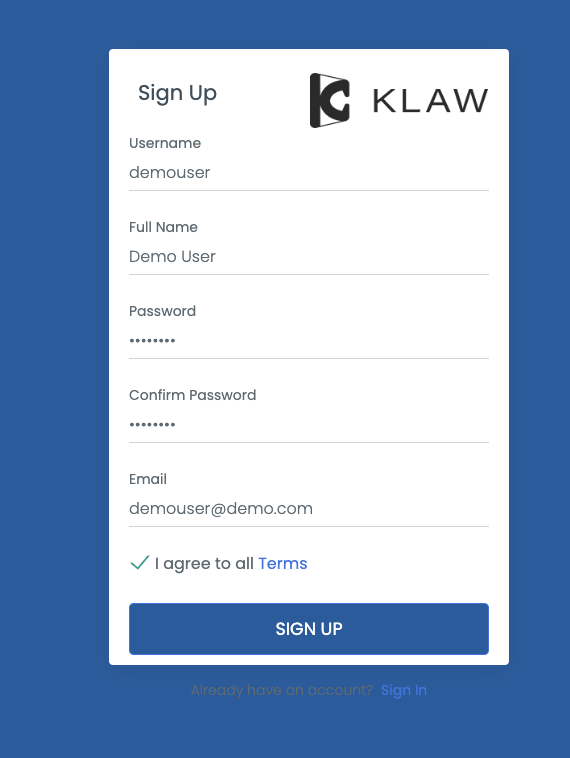 Sign Up
KLAW
Username
demouser
Full Name
Demo User
Password
••••••••
Confirm Password
••••••••
Email
demouser@demo.com
I agree to all Terms
SIGN UP
Already have an account? Sign In